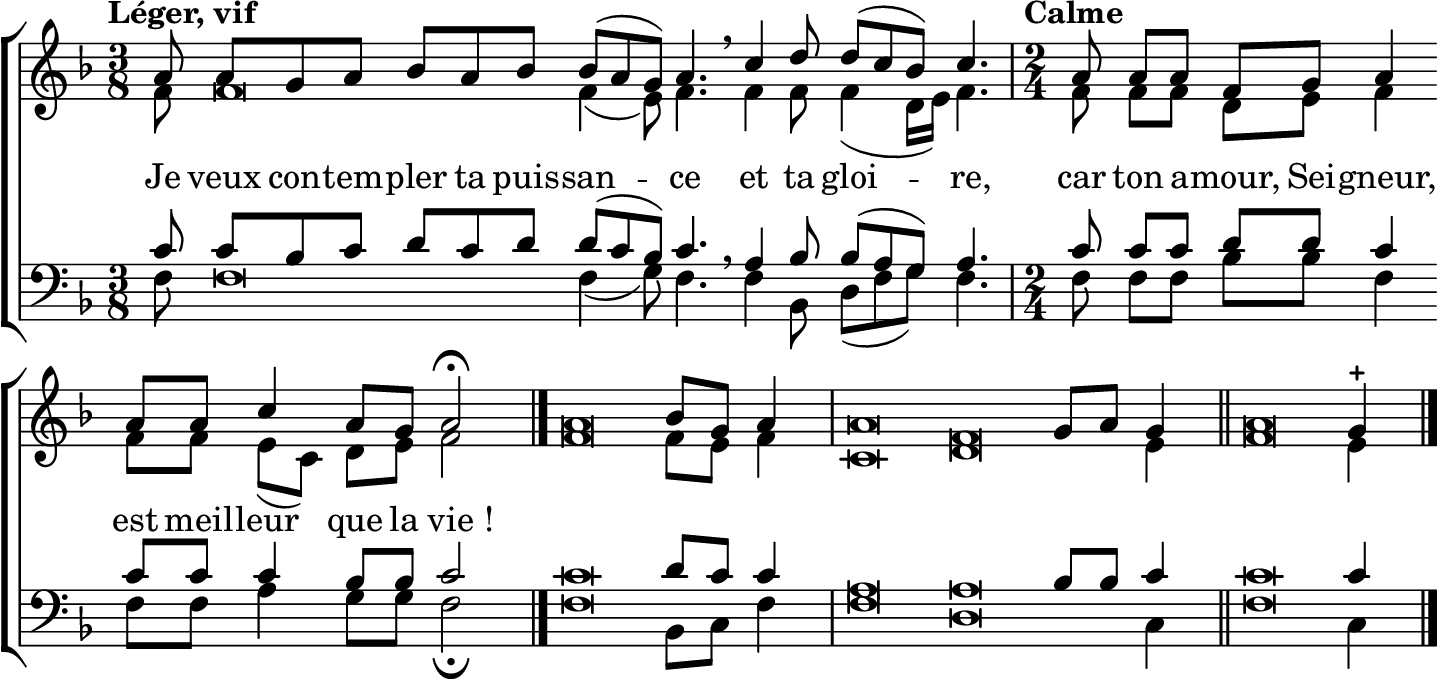 Léger, vif Calme
Je veux contempler ta puissan - ce et ta gloi - re, car ton amour, Seigneur,
est meilleur que la vie !